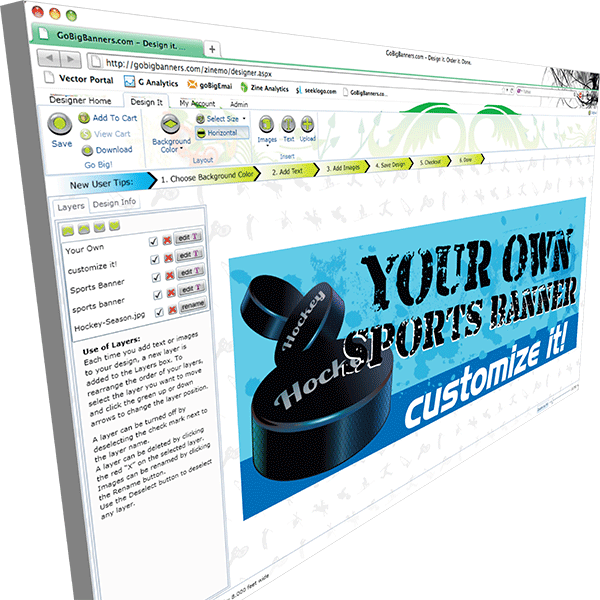 GoBigBanners.com – Design it. Order it. Done.
GoBigBanners.com – Design it. ...
http://gobigbanners.com/zinemo/designer.aspx
Vector Portal
G Analytics
goBigEmai
Zine Analytics
seeklogo.com
GoBigBanners.co...
Designer Home
Design It
My Account
Admin
Save
Add To Cart
View Cart
Download
Go Big!
Background Color
Select Size
Horizontal
Layout
Images
Text
Upload
Insert
New User Tips:
1. Choose Background Color
2. Add Text
3. Add Images
4. Save Design
5. Checkout
6. Done
Layers
Design Info
Your Own
edit T
customize it!
edit T
Sports Banner
edit T
sports banner
edit T
Hockey-Season.jpg
rename
Use of Layers:
Each time you add text or images
to your design, a new layer is
added to the Layers box. To
rearrange the order of your layers,
select the layer you want to move
and click the green up or down
arrows to change the layer position.
A layer can be turned off by
deselecting the check mark next to
the layer name.
A layer can be deleted by clicking
the red "X" on the selected layer.
Images can be renamed by clicking
the Rename button.
Use the Deselect button to deselect
any layer.
Hockey
Hockey
YOUR OWN
SPORTS BANNER
customize it!
8.000 feet wide